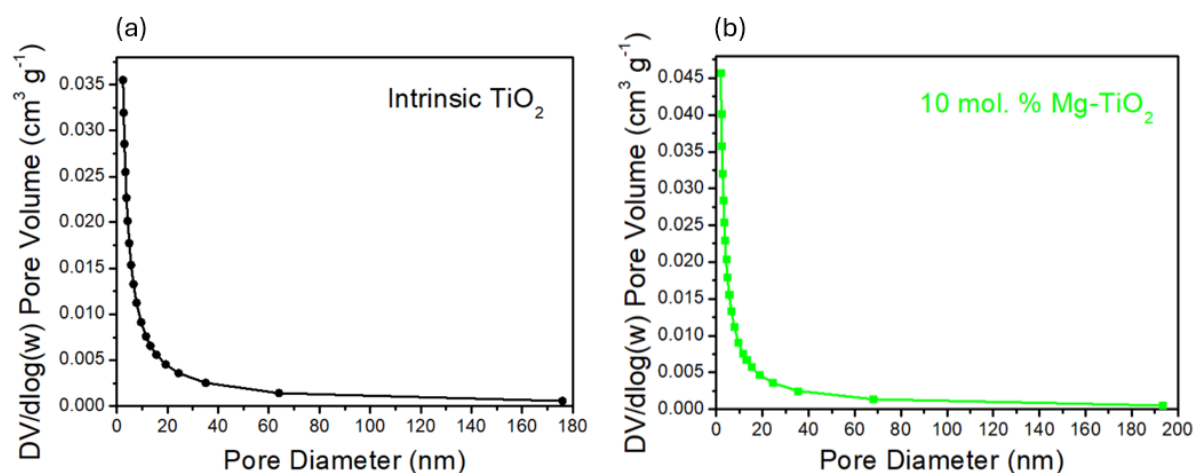 (a)
Intrinsic TiO₂
DV/dlog(w) Pore Volume (cm³ g⁻¹)
0.035
0.030
0.025
0.020
0.015
0.010
0.005
0.000
0 20 40 60 80 100 120 140 160 180
Pore Diameter (nm)
(b)
10 mol. % Mg-TiO₂
DV/dlog(w) Pore Volume (cm³ g⁻¹)
0.045
0.040
0.035
0.030
0.025
0.020
0.015
0.010
0.005
0.000
0 20 40 60 80 100 120 140 160 180 200
Pore Diameter (nm)